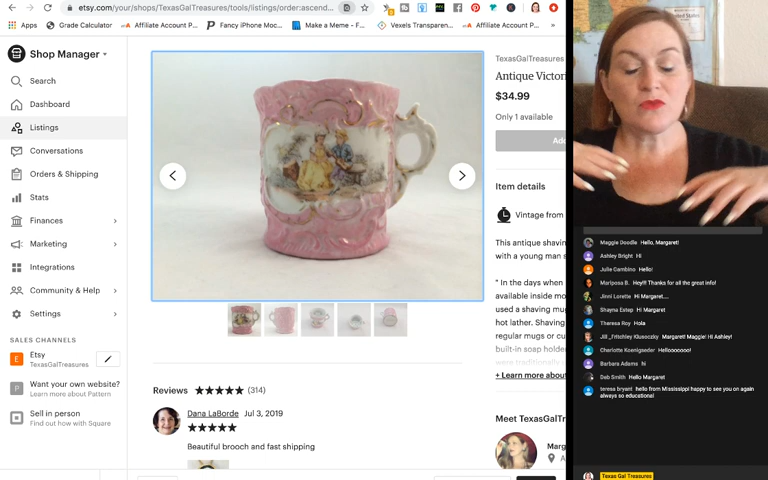 etsy.com/your/shops/TexasGalTreasures/tools/listings/order:ascend...
Apps
Grade Calculator
Affiliate Account P...
Fancy iPhone Moc...
Make a Meme - F...
Vexels Transparen...
Affiliate Account P...
Shop Manager
Search
Dashboard
Listings
Conversations
Orders & Shipping
Stats
Finances
Marketing
Integrations
Community & Help
Settings
SALES CHANNELS
Etsy
TexasGalTreasures
Want your own website?
Learn more about Pattern
Sell in person
Find out how with Square
Reviews
(314)
Dana LaBorde Jul 3, 2019
Beautiful brooch and fast shipping
TexasGalTreasures
Antique Victori
$34.99
Only 1 available
Add
Item details
Vintage from
This antique shavin
with a young man s
* In the days when
available inside mo
used a shaving mug
hot lather. Shaving
regular mugs or cu
built-in soap holder
were traditionally
+ Learn more about
Meet TexasGalTr
Marg
United States
Maggie Doodle Hello, Margaret!
Ashley Bright Hi
Julie Cambino Hello!
Mariposa B. Hey!!! Thanks for all the great info!
Jinni Lorette Hi Margaret....
Shayna Estep Hi Margaret
Theresa Roy Hola
Jill _Fritchley Kluseczky Margaret! Maggie! Hi Ashley!
Charlotte Koenigseder Hellooooooo!
Barbara Adams hi
Deb Smith Hello Margaret
teresa bryant hello from Mississippi happy to see you on again
always so educational!
Texas Gal Treasures